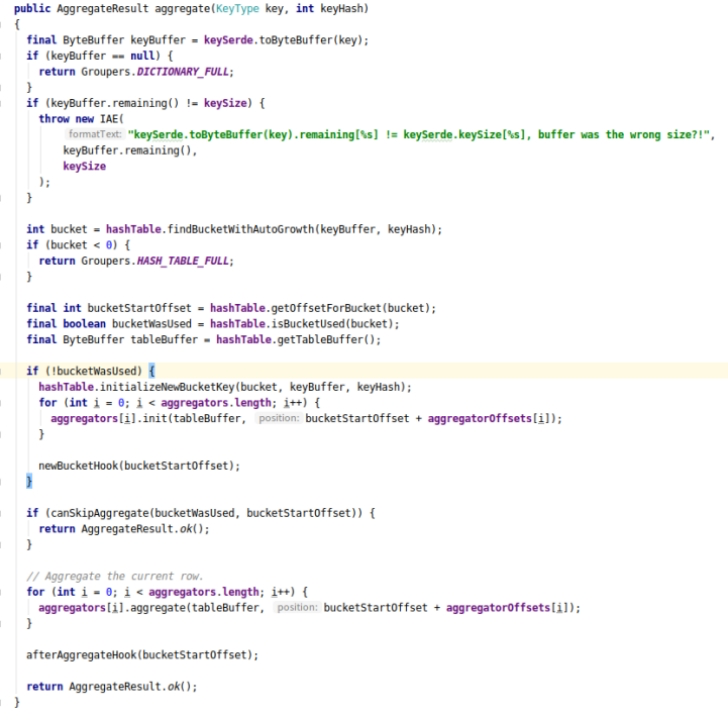 public AggregateResult aggregate(KeyType key, int keyHash)
{
final ByteBuffer keyBuffer = keySerde.toByteBuffer(key);
if (keyBuffer == null) {
return Groupers.DICTIONARY_FULL;
}
if (keyBuffer.remaining() != keySize) {
throw new IAE(
formatText: "keySerde.toByteBuffer(key).remaining[%s] != keySerde.keySize[%s], buffer was the wrong size?!",
keyBuffer.remaining(),
keySize
);
}
int bucket = hashTable.findBucketWithAutoGrowth(keyBuffer, keyHash);
if (bucket < 0) {
return Groupers.HASH_TABLE_FULL;
}
final int bucketStartOffset = hashTable.getOffsetForBucket(bucket);
final boolean bucketWasUsed = hashTable.isBucketUsed(bucket);
final ByteBuffer tableBuffer = hashTable.getTableBuffer();
if (!bucketWasUsed) {
hashTable.initializeNewBucketKey(bucket, keyBuffer, keyHash);
for (int i = 0; i < aggregators.length; i++) {
aggregators[i].init(tableBuffer, position: bucketStartOffset + aggregatorOffsets[i]);
}
newBucketHook(bucketStartOffset);
}
if (canSkipAggregate(bucketWasUsed, bucketStartOffset)) {
return AggregateResult.ok();
}
// Aggregate the current row.
for (int i = 0; i < aggregators.length; i++) {
aggregators[i].aggregate(tableBuffer, position: bucketStartOffset + aggregatorOffsets[i]);
}
afterAggregateHook(bucketStartOffset);
return AggregateResult.ok();
}